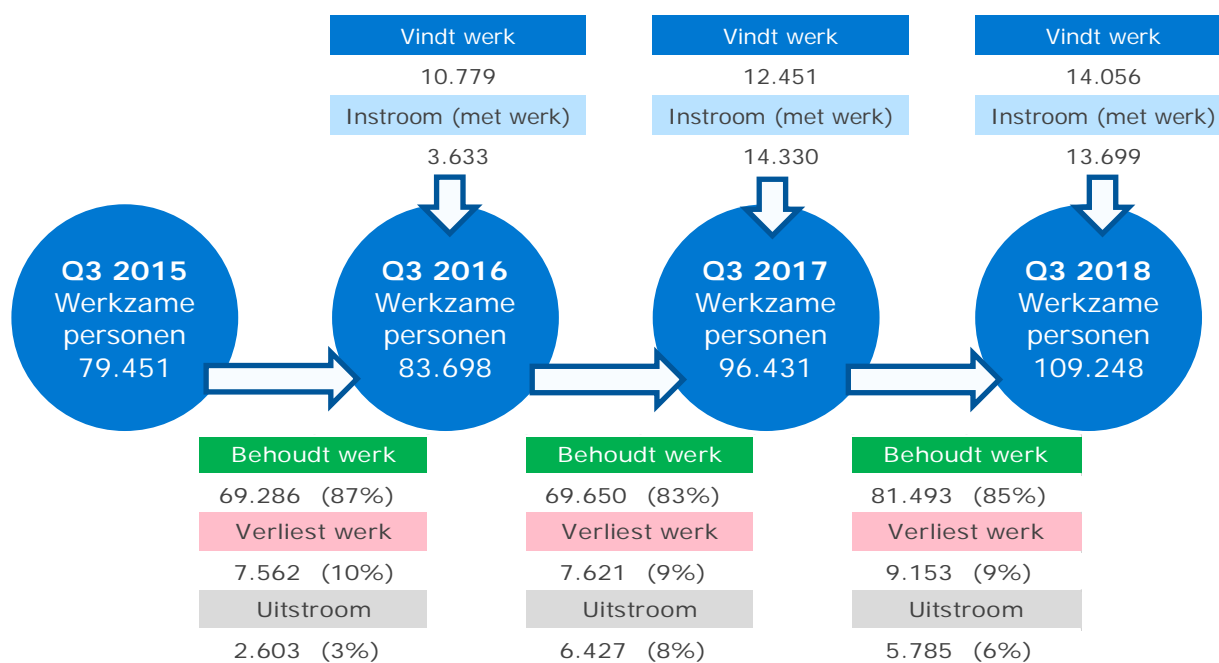 Vindt werk
10.779
Instroom (met werk)
3.633
Vindt werk
12.451
Instroom (met werk)
14.330
Vindt werk
14.056
Instroom (met werk)
13.699
Q3 2015
Werkzame
personen
79.451
Q3 2016
Werkzame
personen
83.698
Q3 2017
Werkzame
personen
96.431
Q3 2018
Werkzame
personen
109.248
Behoudt werk
69.286 (87%)
Verliest werk
7.562 (10%)
Uitstroom
2.603 (3%)
Behoudt werk
69.650 (83%)
Verliest werk
7.621 (9%)
Uitstroom
6.427 (8%)
Behoudt werk
81.493 (85%)
Verliest werk
9.153 (9%)
Uitstroom
5.785 (6%)